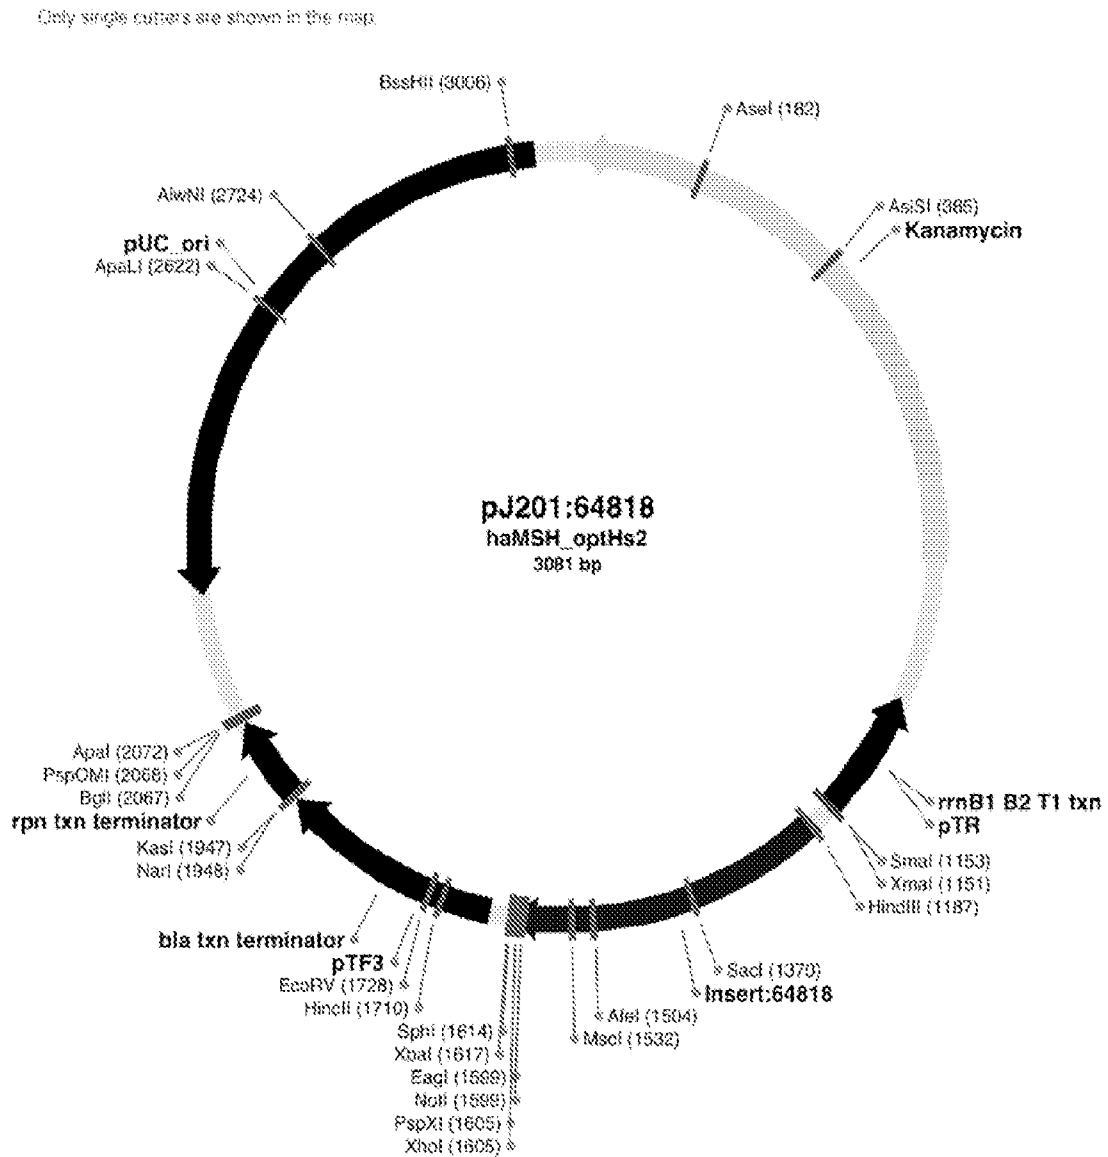 Only single cutters are shown in the map.
BssHII (3006)
AseI (182)
AlwNI (2724)
AsiSI (385)
Kanamycin
pUC_ori
ApaLI (2622)
pJ201:64818
haMSH_optHs2
3081 bp
ApaI (2072)
PspOMI (2068)
BglI (2067)
rpn txn terminator
KasI (1947)
NarI (1948)
rrnB1 B2 T1 txn
pTR
SmaI (1153)
XmaI (1151)
HindIII (1187)
bla txn terminator
pTF3
EcoRV (1728)
HincII (1710)
SacI (1370)
Insert:64818
AfeI (1504)
MscI (1532)
SphI (1614)
XbaI (1617)
EagI (1599)
NotI (1599)
PspXI (1605)
XhoI (1605)